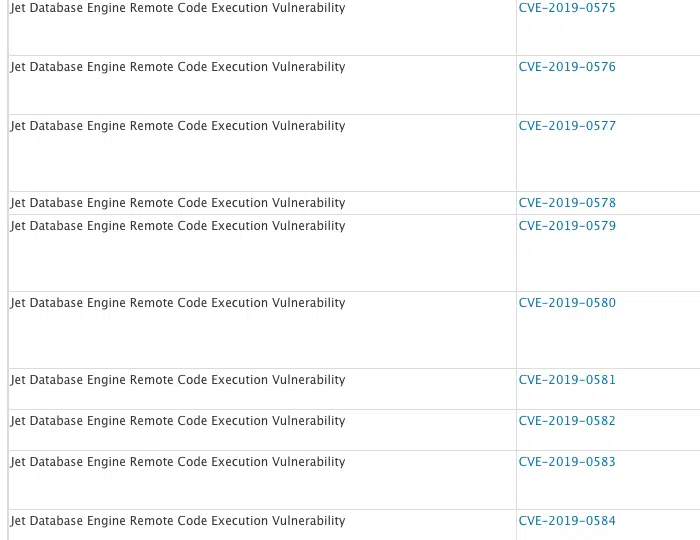 Jet Database Engine Remote Code Execution Vulnerability CVE-2019-0575
Jet Database Engine Remote Code Execution Vulnerability CVE-2019-0576
Jet Database Engine Remote Code Execution Vulnerability CVE-2019-0577
Jet Database Engine Remote Code Execution Vulnerability CVE-2019-0578
Jet Database Engine Remote Code Execution Vulnerability CVE-2019-0579
Jet Database Engine Remote Code Execution Vulnerability CVE-2019-0580
Jet Database Engine Remote Code Execution Vulnerability CVE-2019-0581
Jet Database Engine Remote Code Execution Vulnerability CVE-2019-0582
Jet Database Engine Remote Code Execution Vulnerability CVE-2019-0583
Jet Database Engine Remote Code Execution Vulnerability CVE-2019-0584